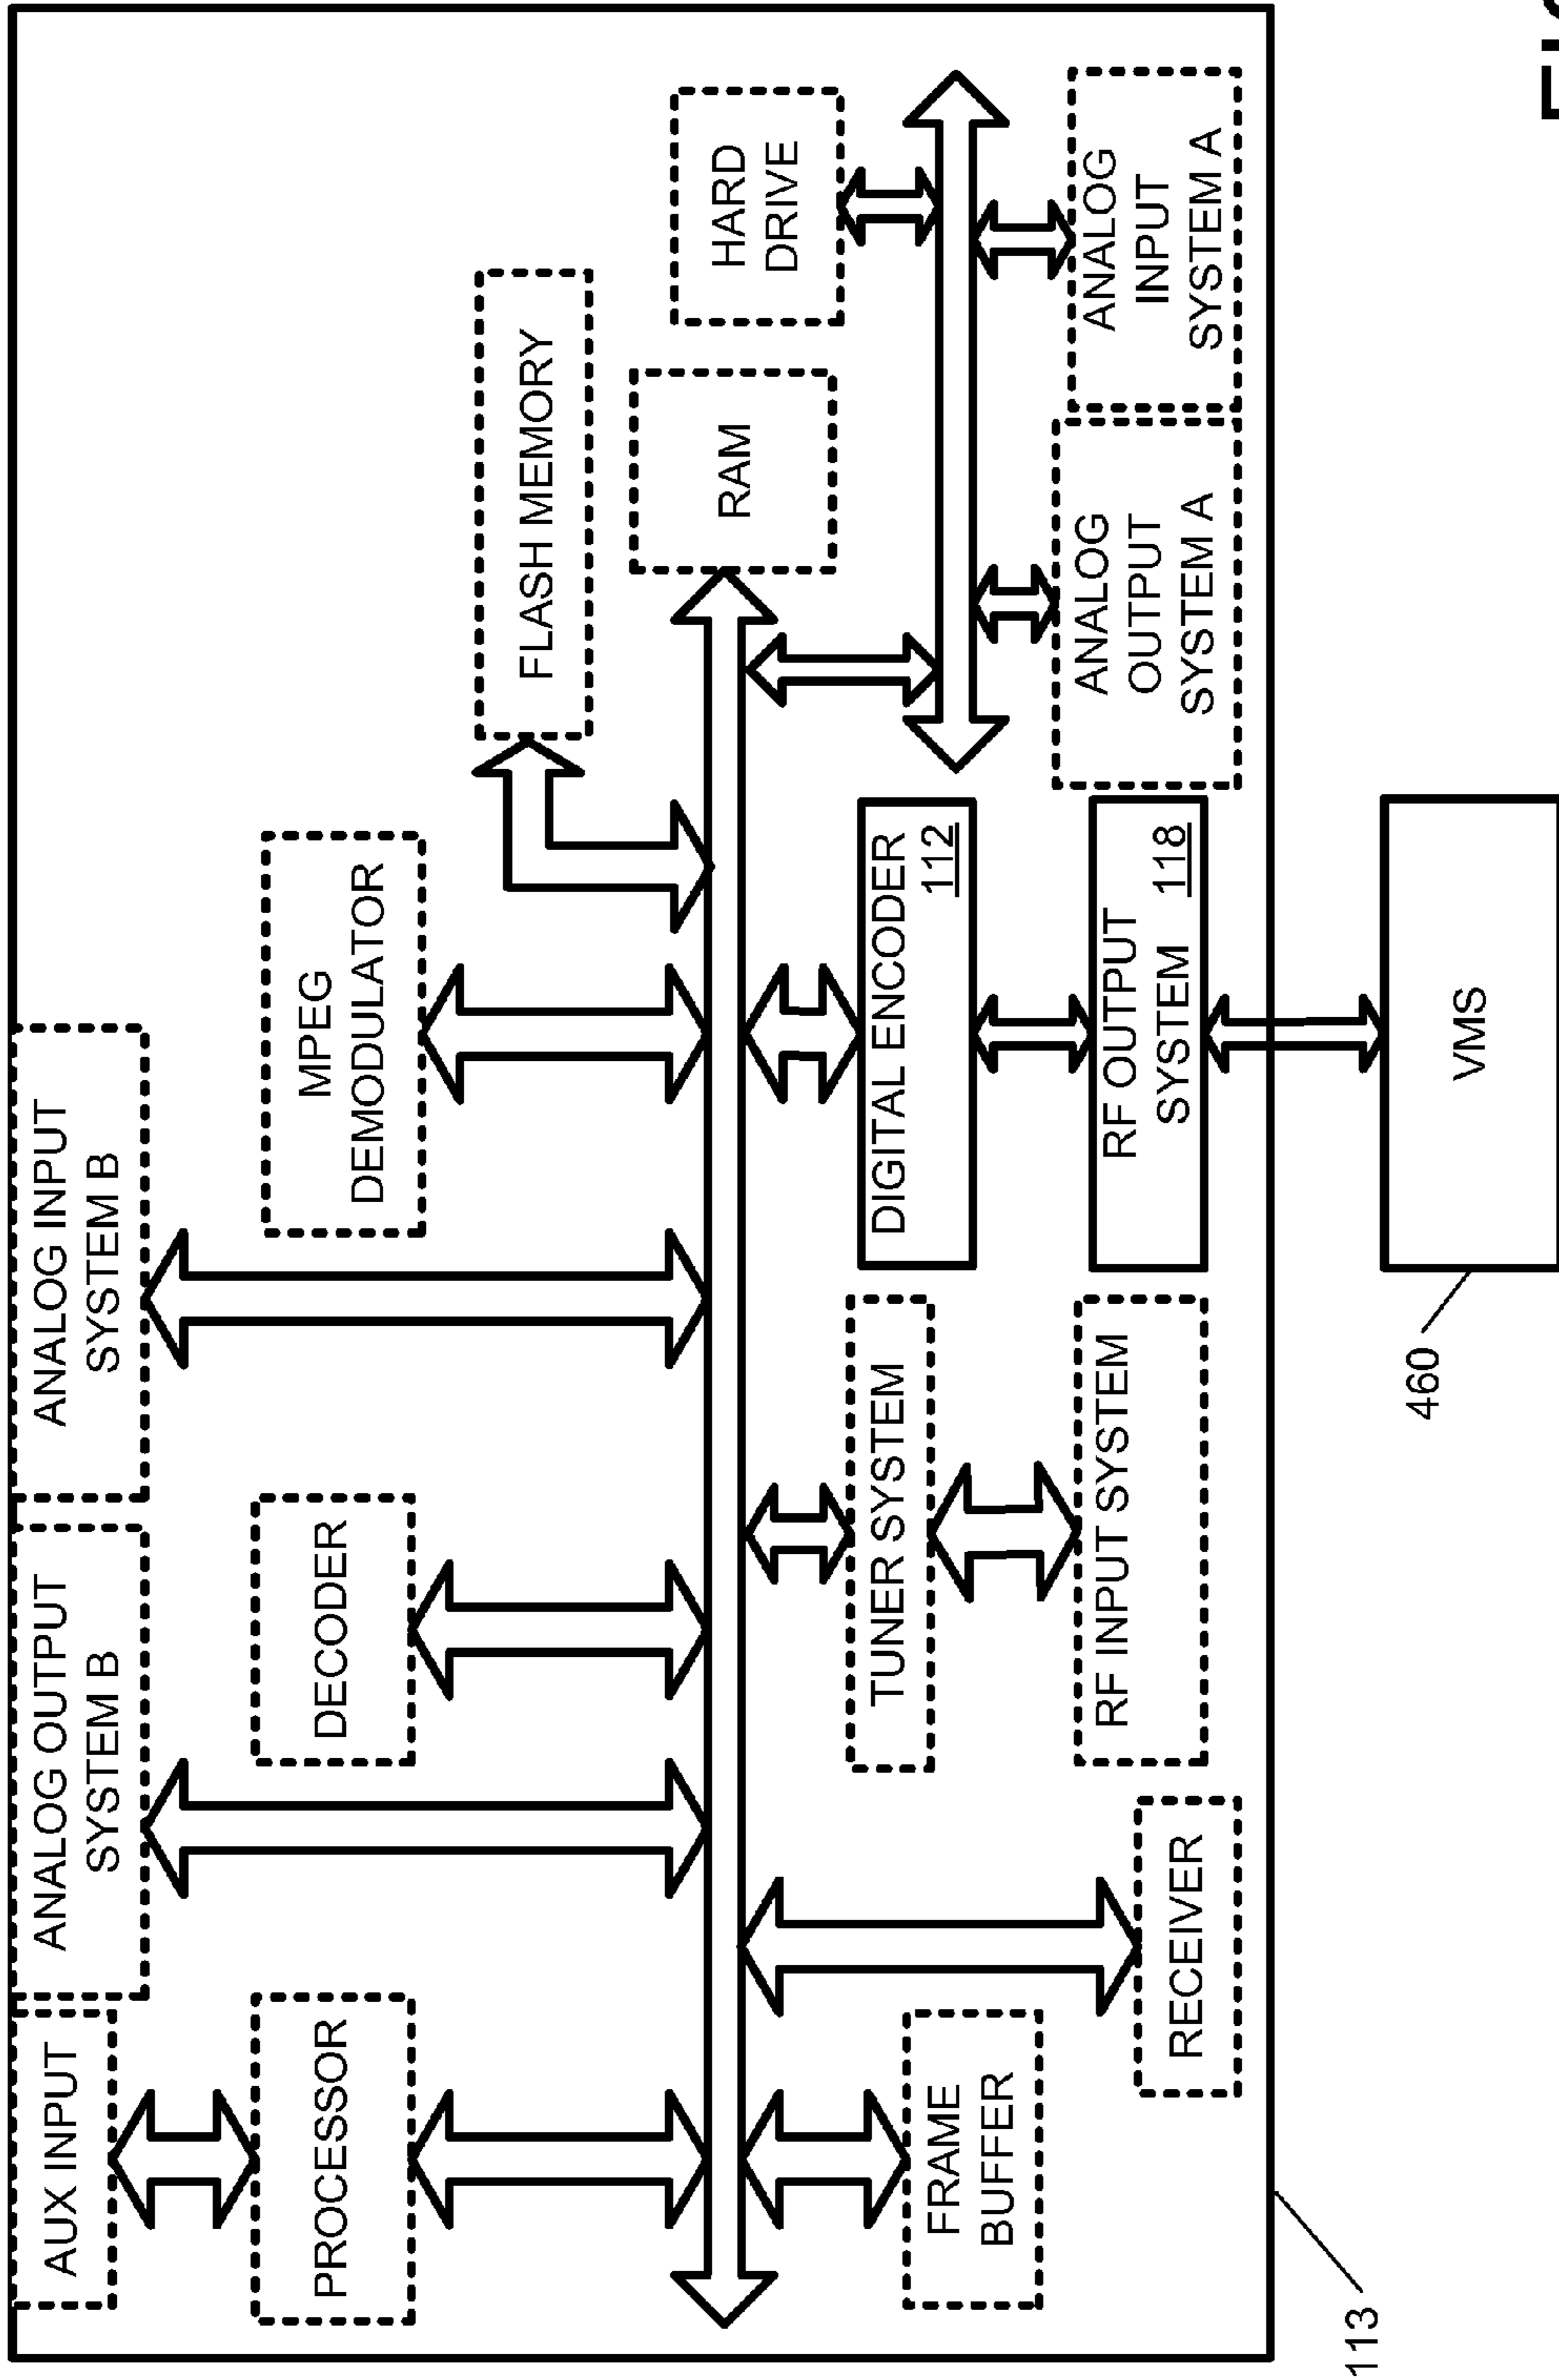 AUX INPUT
ANALOG OUTPUT
SYSTEM B
ANALOG INPUT
SYSTEM B
PROCESSOR
DECODER
MPEG
DEMODULATOR
FLASH MEMORY
RAM
HARD
DRIVE
FRAME
BUFFER
TUNER SYSTEM
DIGITAL ENCODER
112
RECEIVER
RF INPUT SYSTEM
RF OUTPUT
SYSTEM 118
ANALOG
OUTPUT
SYSTEM A
ANALOG
INPUT
SYSTEM A
113
460
VMS